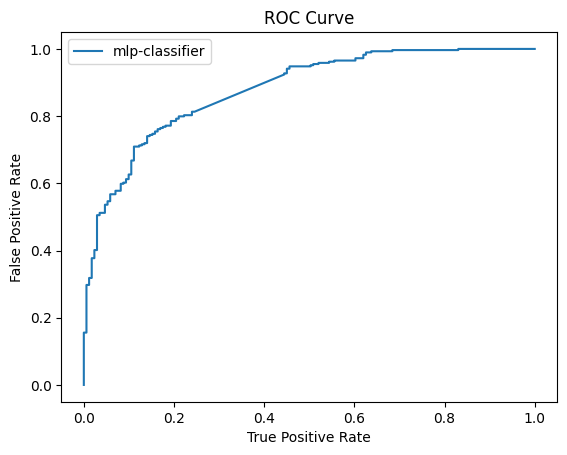 ROC Curve
mlp-classifier
1.0
0.8
0.6
0.4
0.2
0.0
False Positive Rate
0.0 0.2 0.4 0.6 0.8 1.0
True Positive Rate